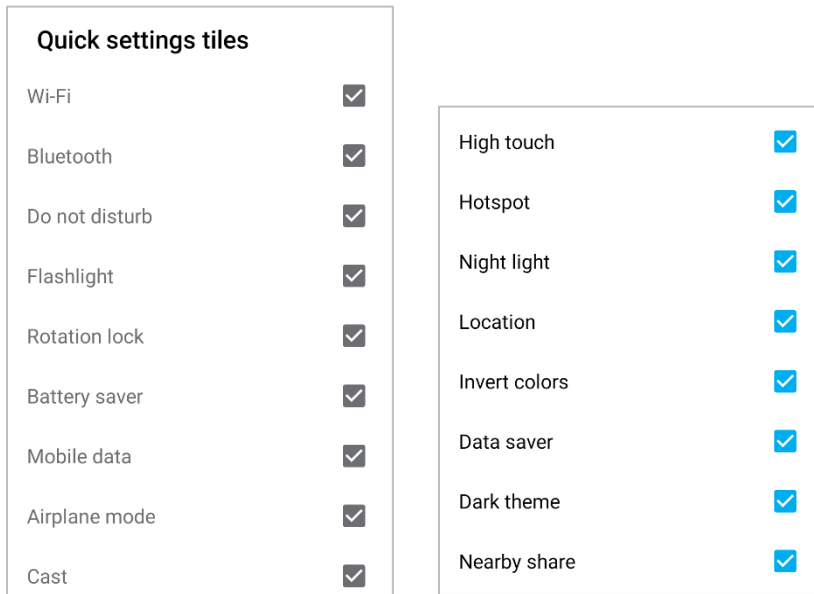 Quick settings tiles
Wi-Fi
Bluetooth
Do not disturb
Flashlight
Rotation lock
Battery saver
Mobile data
Airplane mode
Cast
High touch
Hotspot
Night light
Location
Invert colors
Data saver
Dark theme
Nearby share